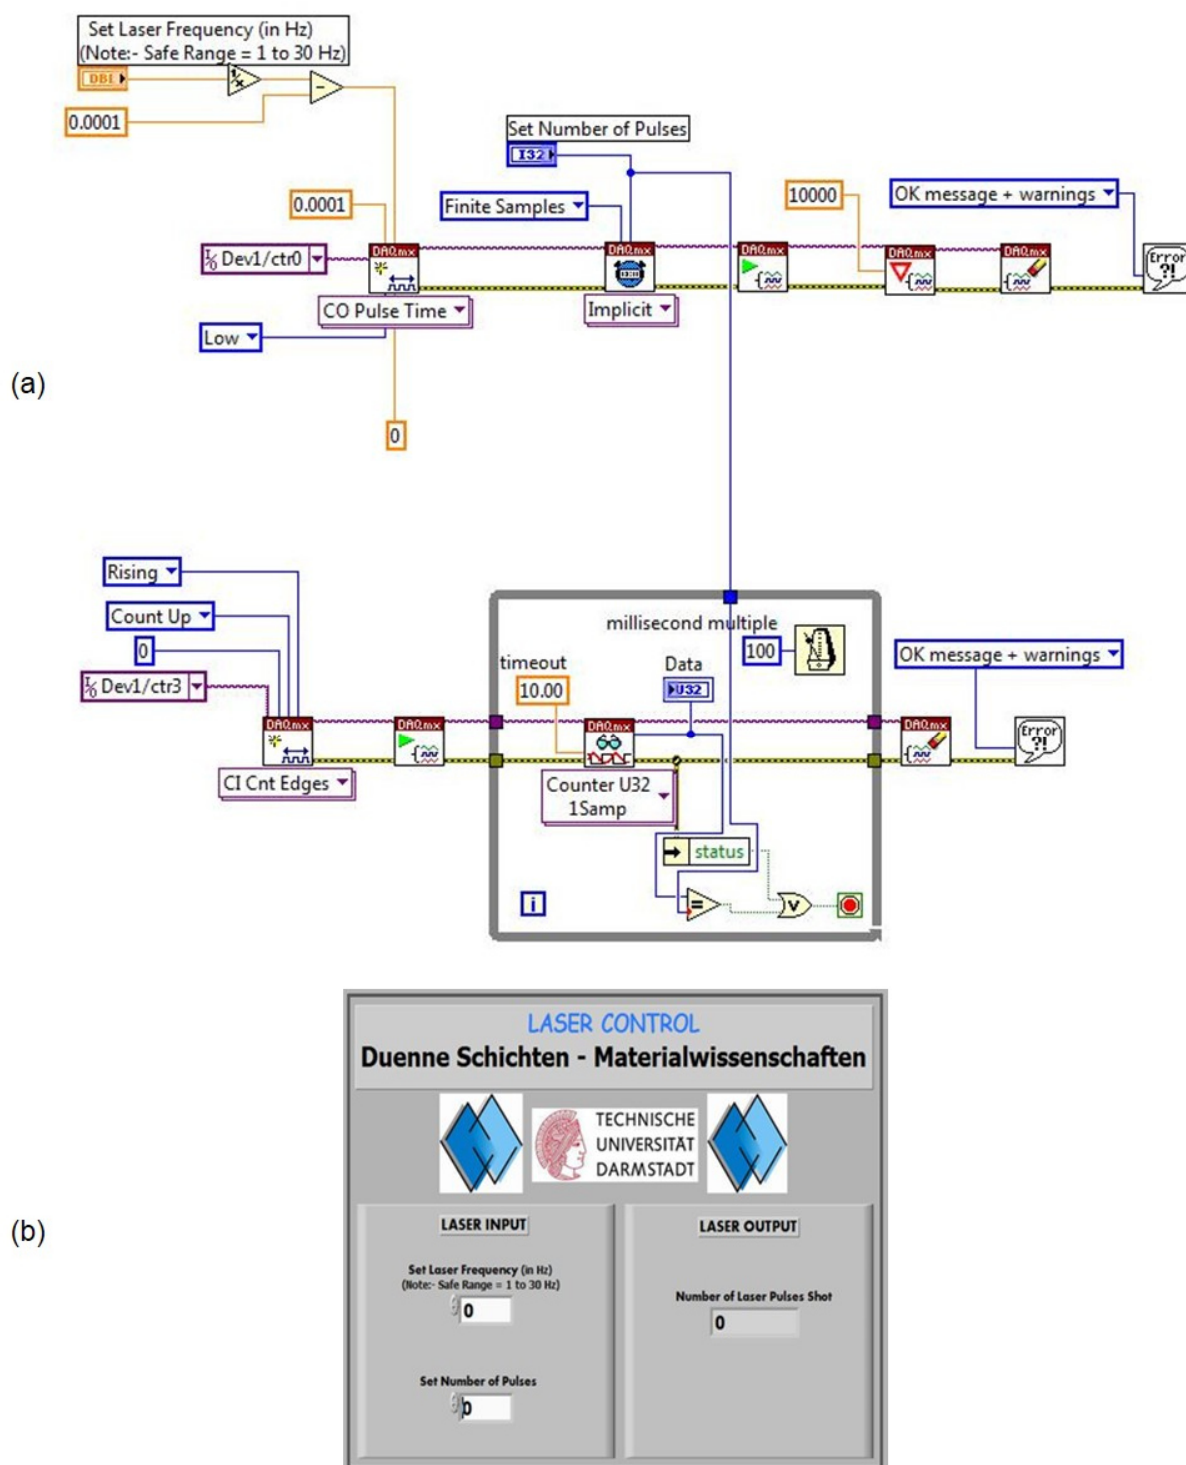 Set Laser Frequency (in Hz)
(Note:- Safe Range = 1 to 30 Hz)
DBL
1/x
-
0.0001
Set Number of Pulses
I32
0.0001
Finite Samples
10000
OK message + warnings
I/O Dev1/ctr0
DAQmx
DAQmx
DAQmx
DAQmx
DAQmx
Error
?!
CO Pulse Time
Implicit
Low
(a)
0
Rising
Count Up
0
I/O Dev1/ctr3
millisecond multiple
100
timeout
10.00
Data
U32
OK message + warnings
DAQmx
DAQmx
DAQmx
DAQmx
Error
?!
CI Cnt Edges
Counter U32
1Samp
status
i
=
v
LASER CONTROL
Duenne Schichten - Materialwissenschaften
TECHNISCHE
UNIVERSITÄT
DARMSTADT
(b)
LASER INPUT
Set Laser Frequency (in Hz)
(Note:- Safe Range = 1 to 30 Hz)
0
Set Number of Pulses
0
LASER OUTPUT
Number of Laser Pulses Shot
0